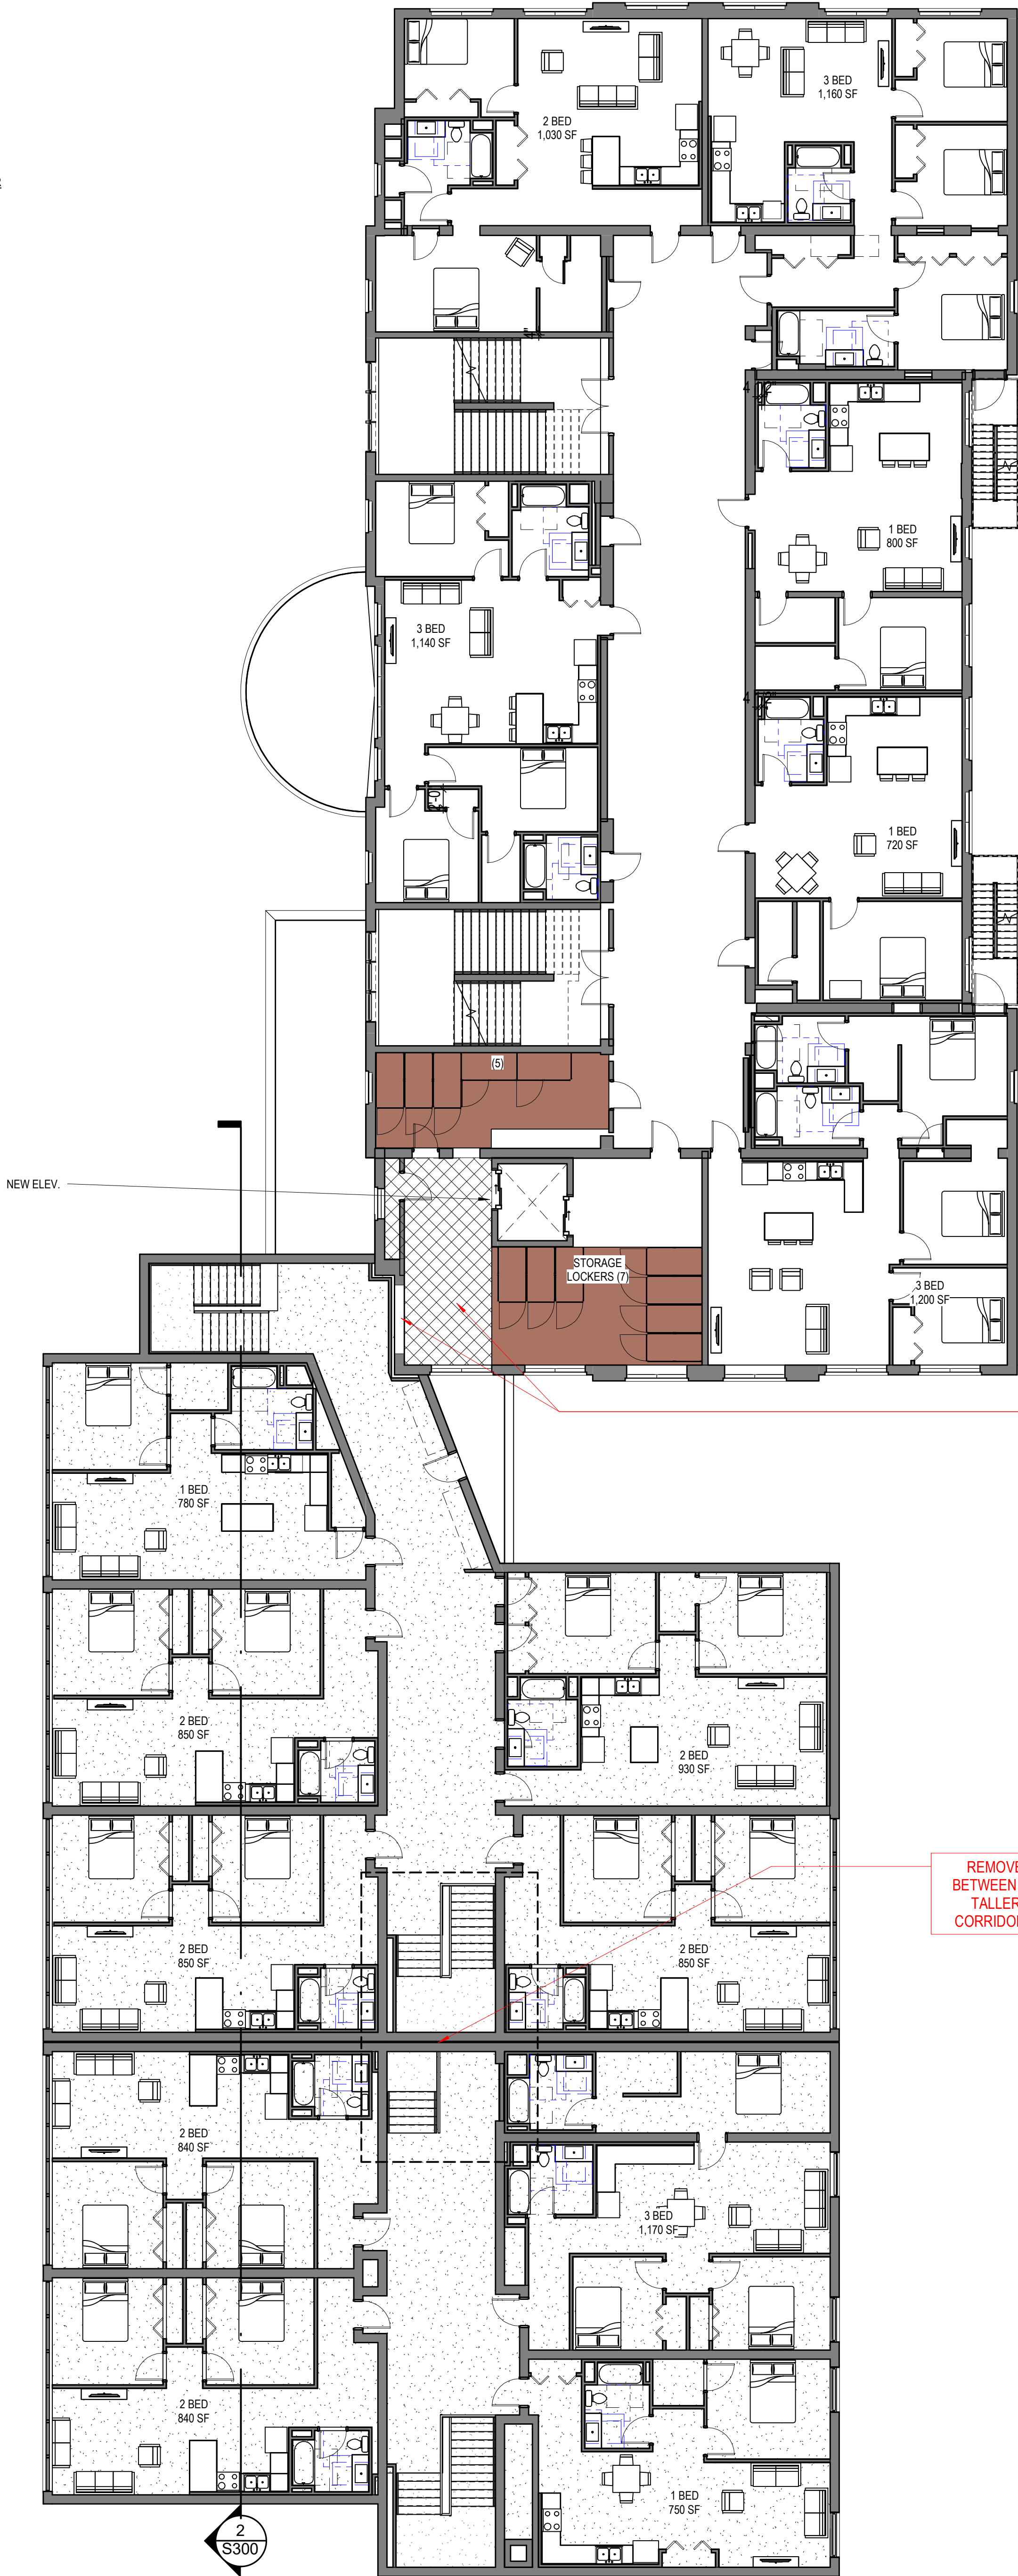 2 BED
1,030 SF
3 BED
1,160 SF
1 BED
800 SF
3 BED
1,140 SF
1 BED
720 SF
(5)
NEW ELEV.
STORAGE
LOCKERS (7)
3 BED
1,200 SF
1 BED
780 SF
2 BED
850 SF
2 BED
930 SF
REMOVE
BETWEEN
TALLER
CORRIDO
2 BED
850 SF
2 BED
850 SF
2 BED
840 SF
3 BED
1,170 SF
2 BED
840 SF
1 BED
750 SF
2
S300